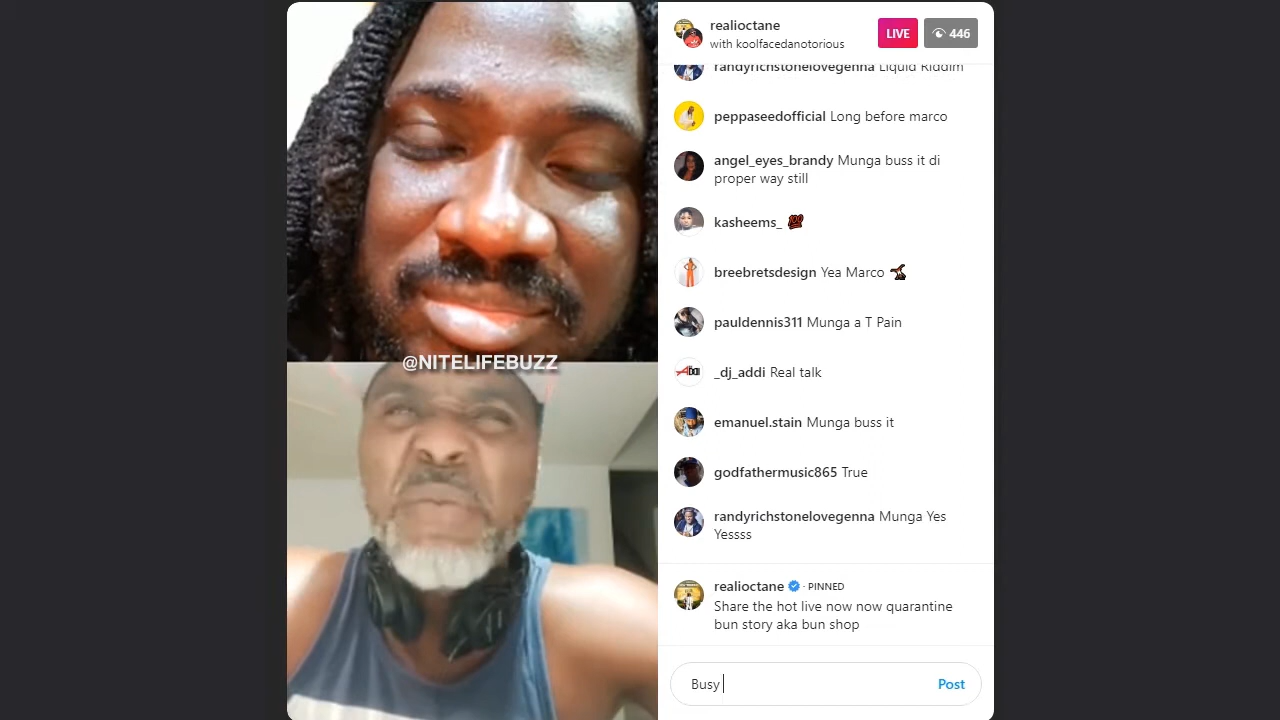 realioctane
with koolfacedanotorious
LIVE
446
randyrichstonelovegenna Liquid Riddim
peppaseedofficial Long before marco
angel_eyes_brandy Munga buss it di
proper way still
kasheems_ 💯
breebretsdesign Yea Marco
pauldennis311 Munga a T Pain
_dj_addi Real talk
emanuel.stain Munga buss it
godfathermusic865 True
randyrichstonelovegenna Munga Yes
Yessss
realioctane · PINNED
Share the hot live now now quarantine
bun story aka bun shop
Busy
Post
@NITELIFEBUZZ